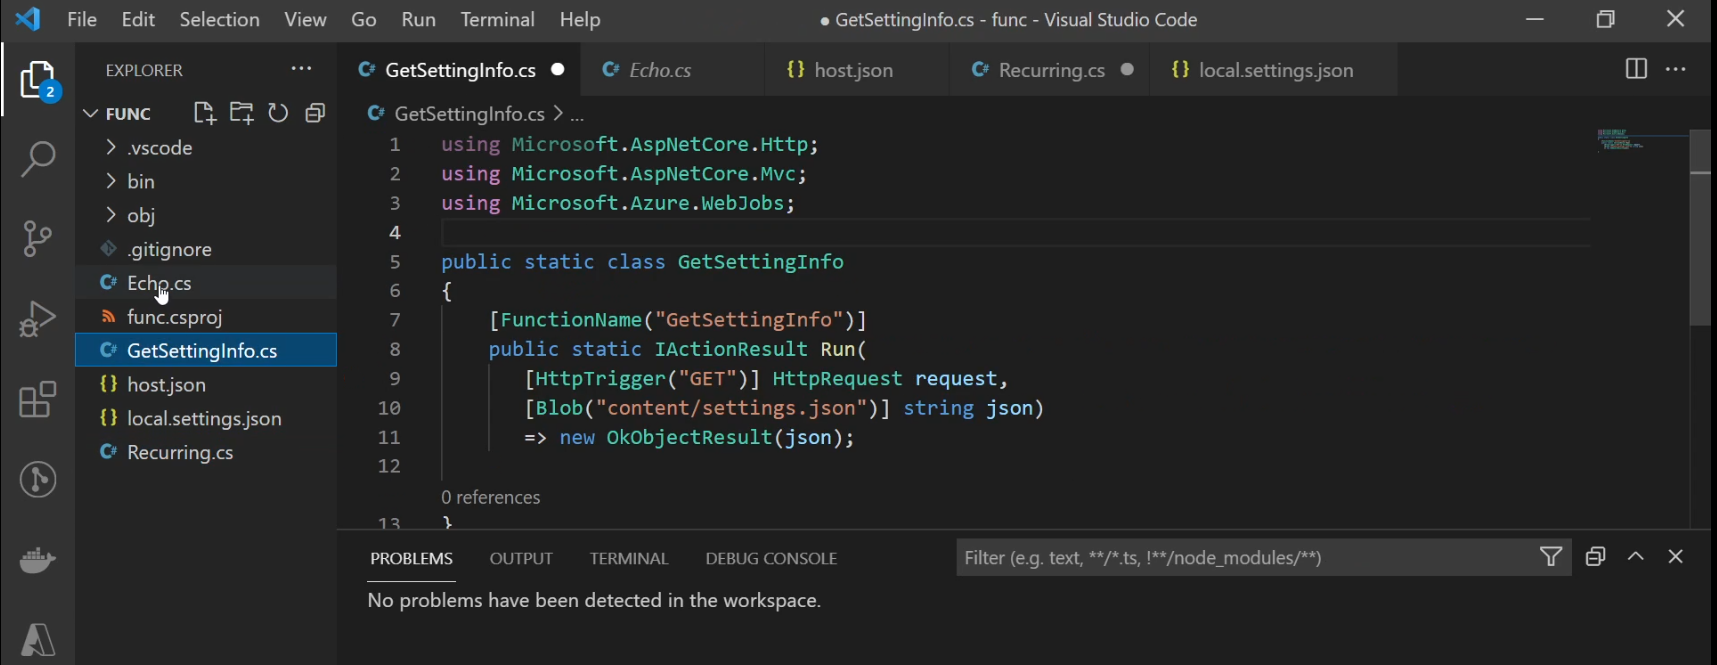 File Edit Selection View Go Run Terminal Help ● GetSettingInfo.cs - func - Visual Studio Code
EXPLORER ...
2
FUNC
.vscode
bin
obj
.gitignore
C# Echo.cs
func.csproj
C# GetSettingInfo.cs
{} host.json
{} local.settings.json
C# Recurring.cs
C# GetSettingInfo.cs ● C# Echo.cs {} host.json C# Recurring.cs ● {} local.settings.json ...
C# GetSettingInfo.cs > ...
1 using Microsoft.AspNetCore.Http;
2 using Microsoft.AspNetCore.Mvc;
3 using Microsoft.Azure.WebJobs;
4
5 public static class GetSettingInfo
6 {
7 [FunctionName("GetSettingInfo")]
8 public static IActionResult Run(
9 [HttpTrigger("GET")] HttpRequest request,
10 [Blob("content/settings.json")] string json)
11 => new OkObjectResult(json);
12
0 references
13 }
PROBLEMS OUTPUT TERMINAL DEBUG CONSOLE Filter (e.g. text, **/*.ts, !**/node_modules/**)
No problems have been detected in the workspace.